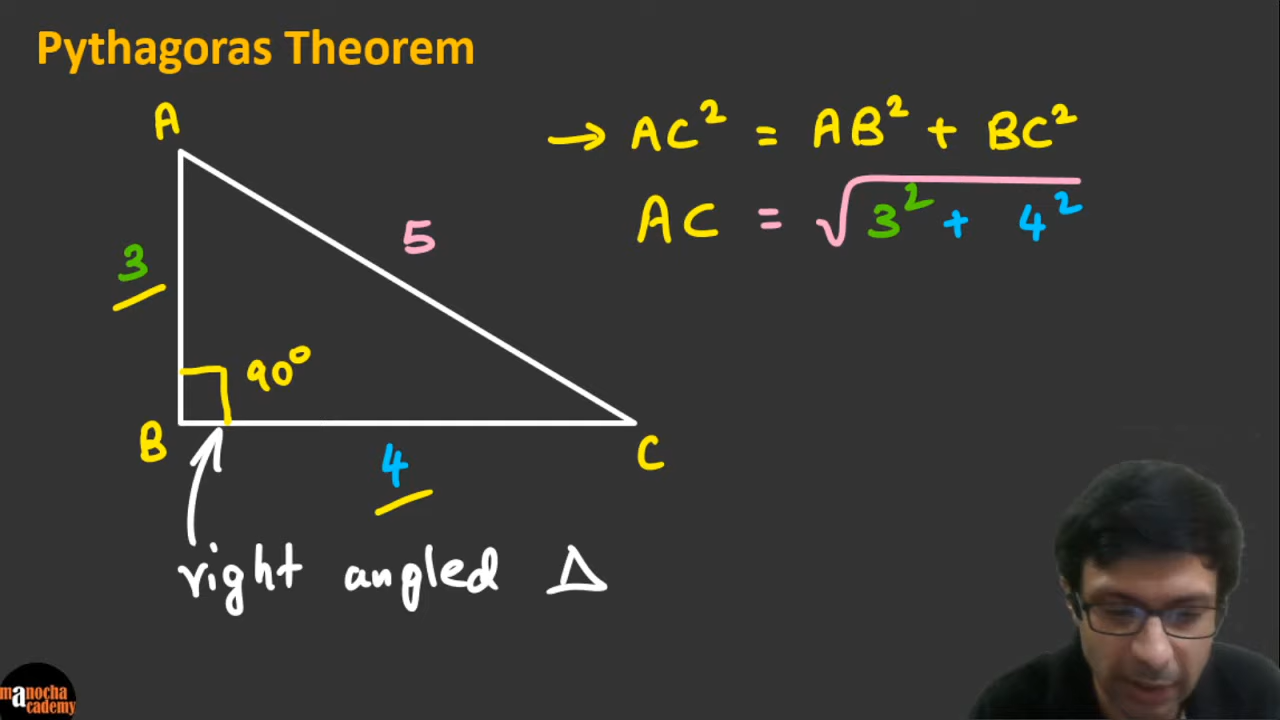 Pythagoras Theorem
A
→ AC² = AB² + BC²
AC = √3² + 4²
5
3
90°
B
4
C
right angled Δ
manocha
academy